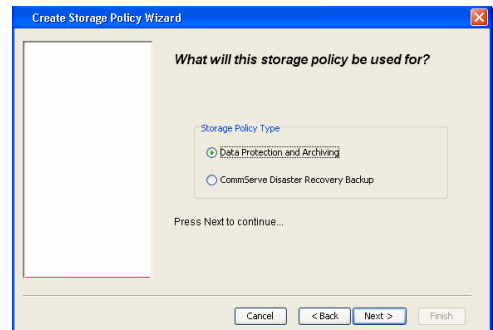 Create Storage Policy Wizard
What will this storage policy be used for?
Storage Policy Type
Data Protection and Archiving
CommServe Disaster Recovery Backup
Press Next to continue...
Cancel
< Back
Next >
Finish